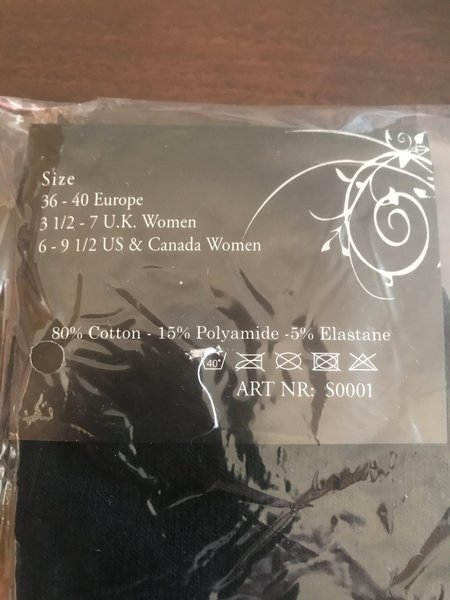 Size
36 - 40 Europe
3 1/2 - 7 U.K. Women
6 - 9 1/2 US & Canada Women
80% Cotton - 15% Polyamide -5% Elastane
40°
ART NR: S0001